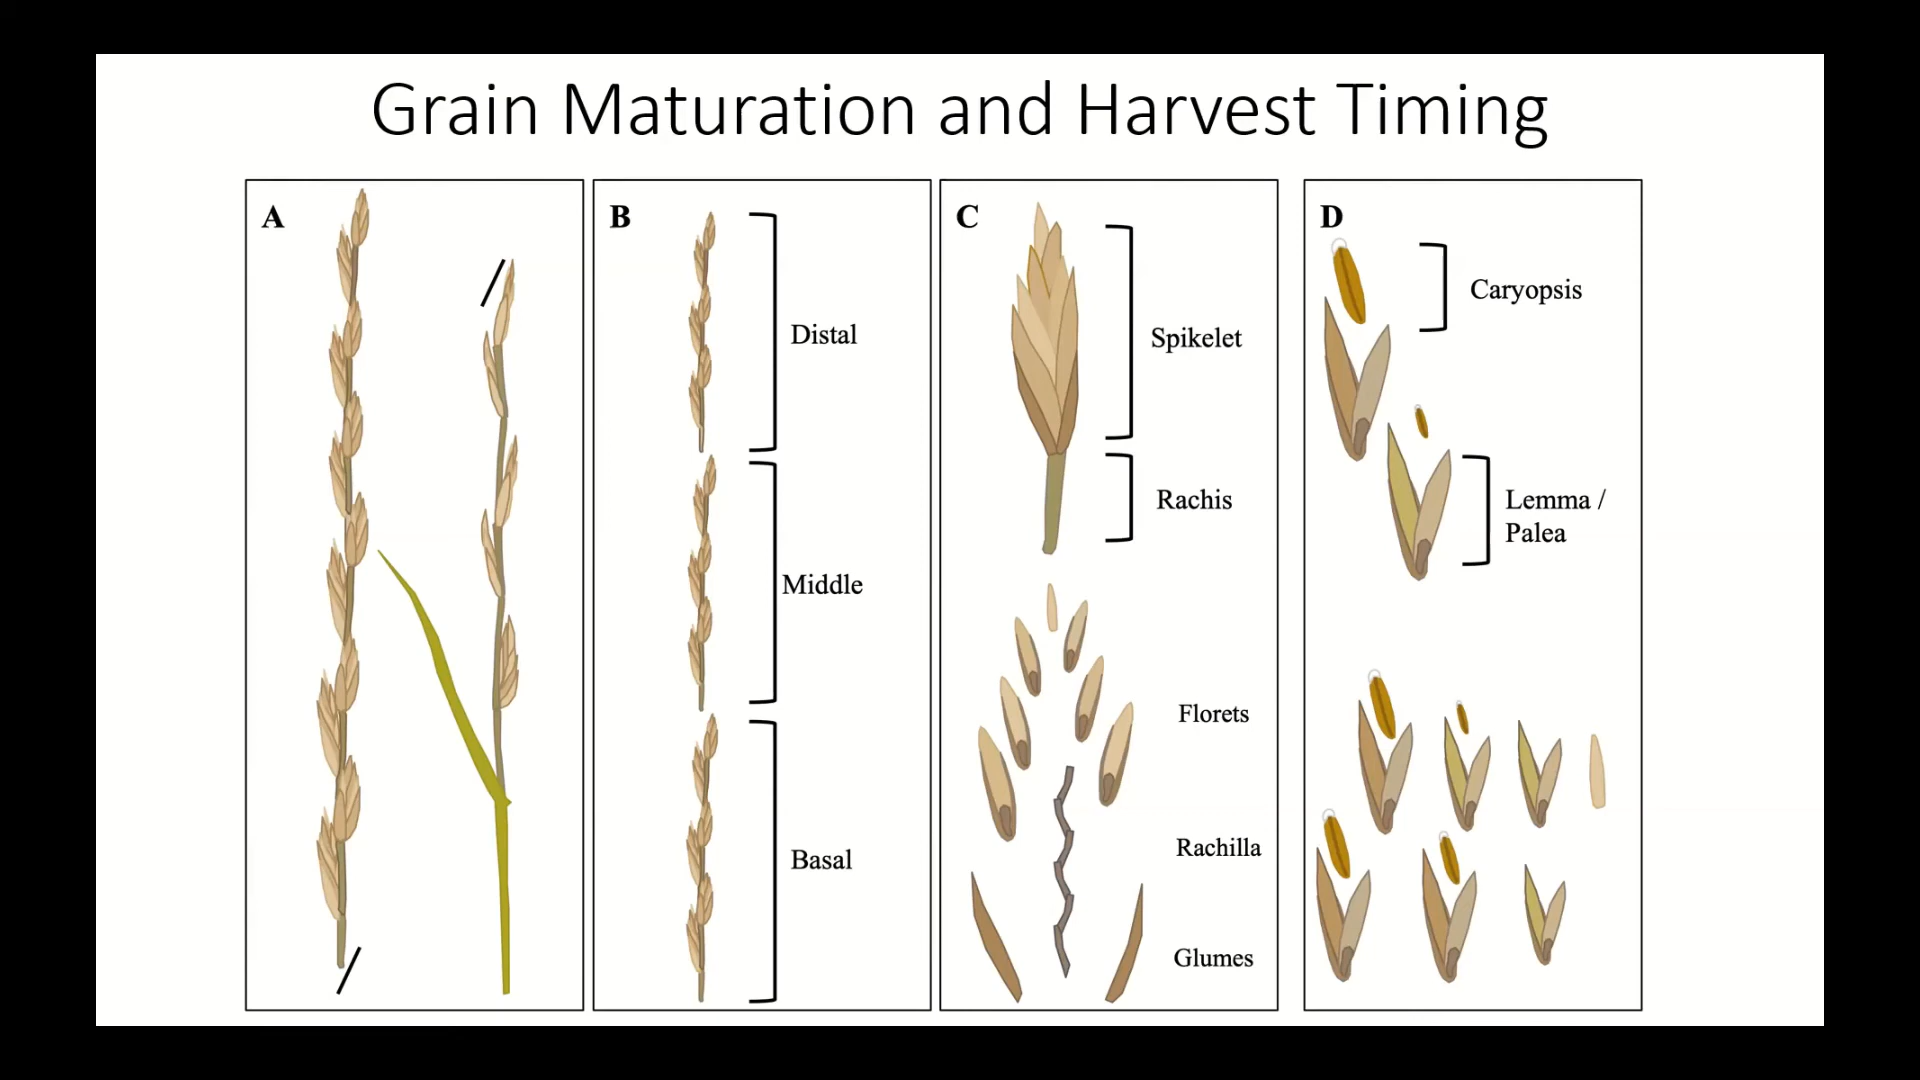 Grain Maturation and Harvest Timing
A
B
Distal
Middle
Basal
C
Spikelet
Rachis
Florets
Rachilla
Glumes
D
Caryopsis
Lemma /
Palea